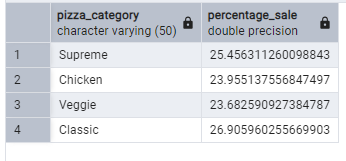 pizza_category percentage_sale
character varying (50) double precision
1 Supreme 25.456311260098843
2 Chicken 23.955137556847497
3 Veggie 23.682590927384787
4 Classic 26.905960255669903